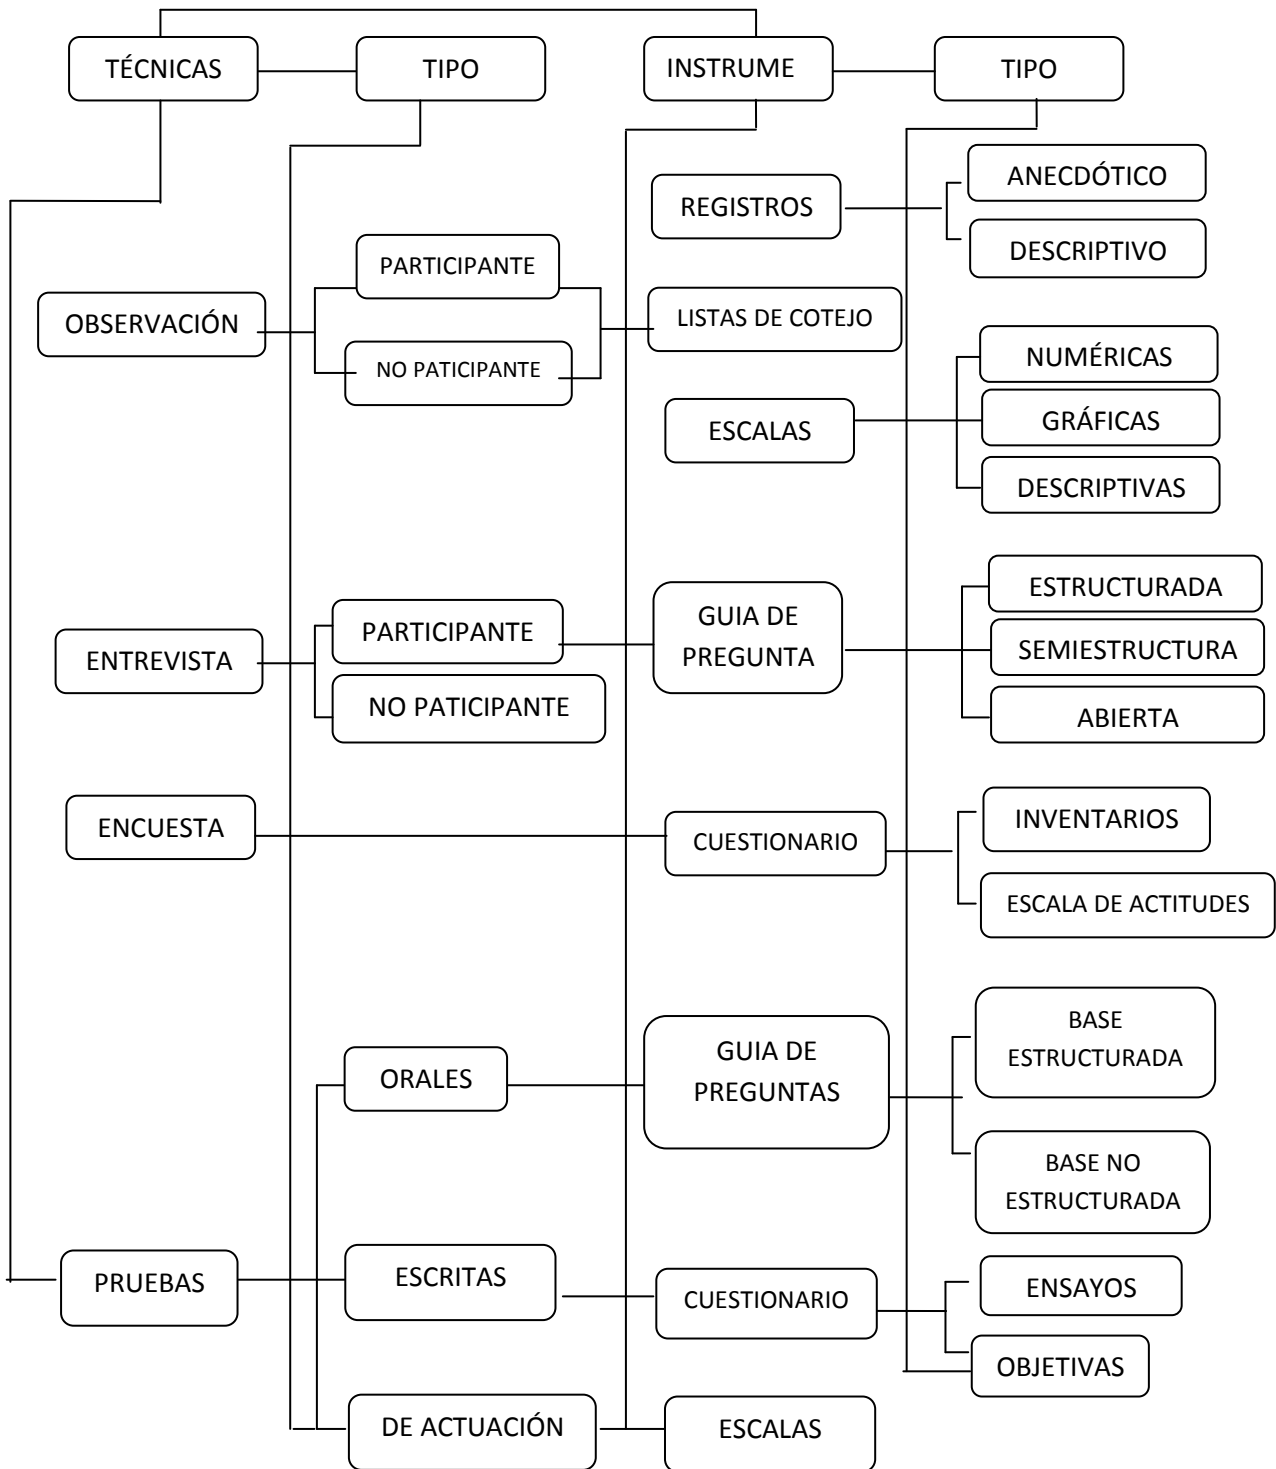 TÉCNICAS
TIPO
INSTRUME
TIPO
ANECDÓTICO
REGISTROS
DESCRIPTIVO
PARTICIPANTE
OBSERVACIÓN
LISTAS DE COTEJO
NO PATICIPANTE
NUMÉRICAS
ESCALAS
GRÁFICAS
DESCRIPTIVAS
ESTRUCTURADA
ENTREVISTA
PARTICIPANTE
NO PATICIPANTE
GUIA DE
PREGUNTA
SEMIESTRUCTURA
ABIERTA
ENCUESTA
CUESTIONARIO
INVENTARIOS
ESCALA DE ACTITUDES
ORALES
GUIA DE
PREGUNTAS
BASE
ESTRUCTURADA
BASE NO
ESTRUCTURADA
PRUEBAS
ESCRITAS
CUESTIONARIO
ENSAYOS
OBJETIVAS
DE ACTUACIÓN
ESCALAS